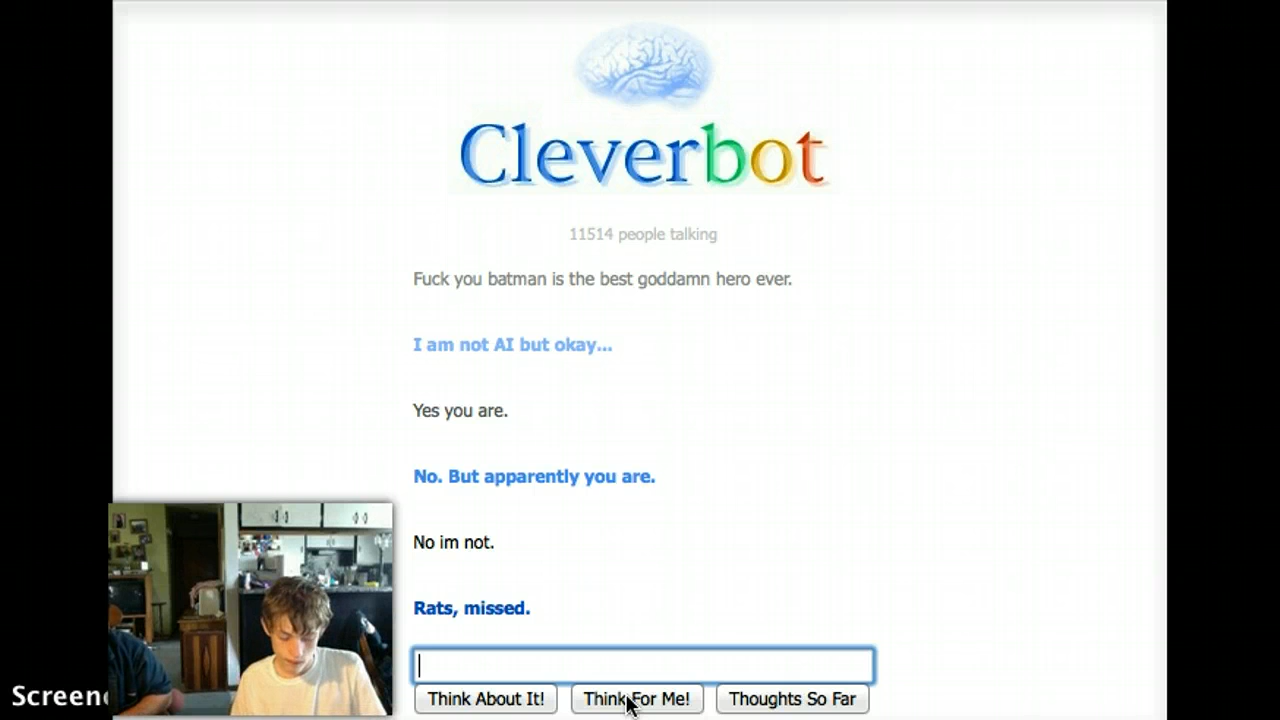 Cleverbot
11514 people talking
Fuck you batman is the best goddamn hero ever.
I am not AI but okay...
Yes you are.
No. But apparently you are.
No im not.
Rats, missed.
Think About It! Think For Me! Thoughts So Far
Screen